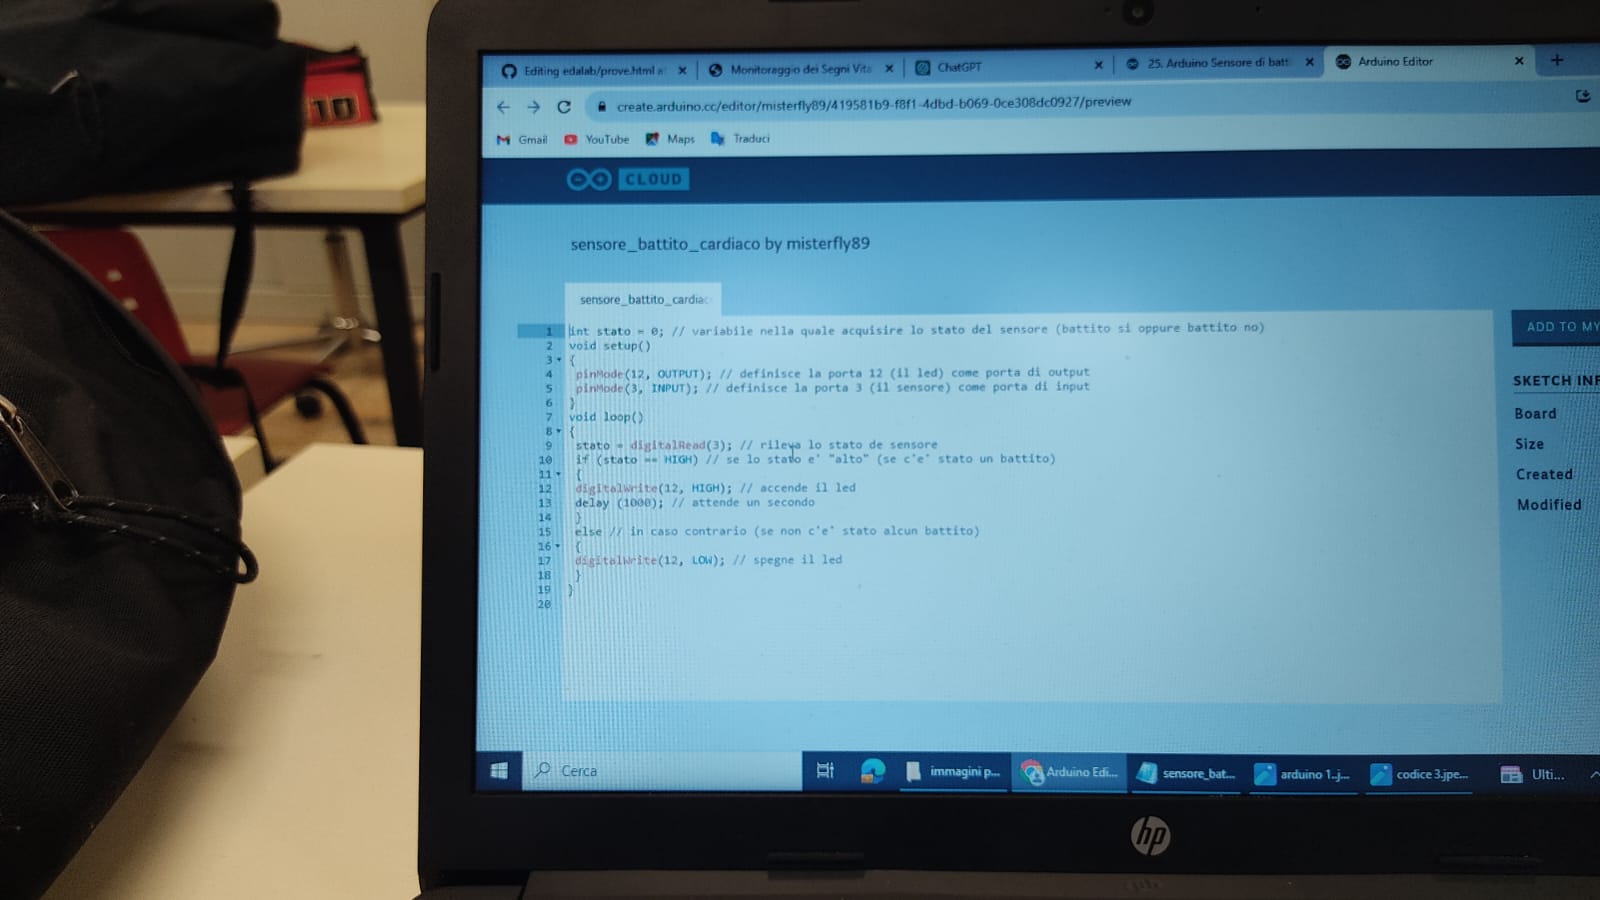 10
Editing edalab/prove.html a
Monitoraggio dei Segni Vita
ChatGPT
25. Arduino Sensore di batt
Arduino Editor
create.arduino.cc/editor/misterfly89/419581b9-f8f1-4dbd-b069-0ce308dc0927/preview
Gmail YouTube Maps Traduci
CLOUD
sensore_battito_cardiaco by misterfly89
sensore_battito_cardiac
1 int stato = 0; // variabile nella quale acquisire lo stato del sensore (battito si oppure battito no)
2 void setup()
3 {
4 pinMode(12, OUTPUT); // definisce la porta 12 (il led) come porta di output
5 pinMode(3, INPUT); // definisce la porta 3 (il sensore) come porta di input
6 }
7 void loop()
8 {
9 stato = digitalRead(3); // rileva lo stato de sensore
10 if (stato == HIGH) // se lo stato e' "alto" (se c'e' stato un battito)
11 {
12 digitalWrite(12, HIGH); // accende il led
13 delay (1000); // attende un secondo
14 }
15 else // in caso contrario (se non c'e' stato alcun battito)
16 {
17 digitalWrite(12, LOW); // spegne il led
18 }
19 }
20
ADD TO MY
SKETCH INF
Board
Size
Created
Modified
Cerca
immagini p...
Arduino Edi...
sensore_bat...
arduino 1.j...
codice 3.jpe...
Ulti...
hp